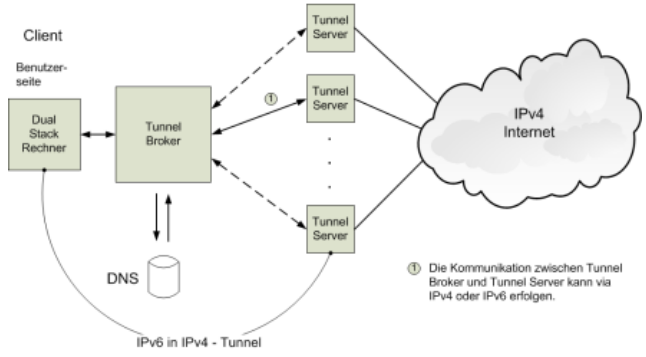 Client
Benutzer-
seite
Dual
Stack
Rechner
Tunnel
Broker
DNS
Tunnel
Server
1
Tunnel
Server
Tunnel
Server
IPv4
Internet
1 Die Kommunikation zwischen Tunnel
Broker und Tunnel Server kann via
IPv4 oder IPv6 erfolgen.
IPv6 in IPv4 - Tunnel